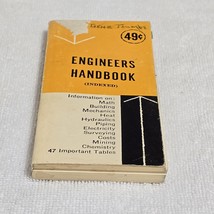 49¢
ENGINEERS
HANDBOOK
(INDEXED)
Information on:
Math
Building
Mechanics
Heat
Hydraulics
Piping
Electricity
Surveying
Costs
Mining
Chemistry
47 Important Tables